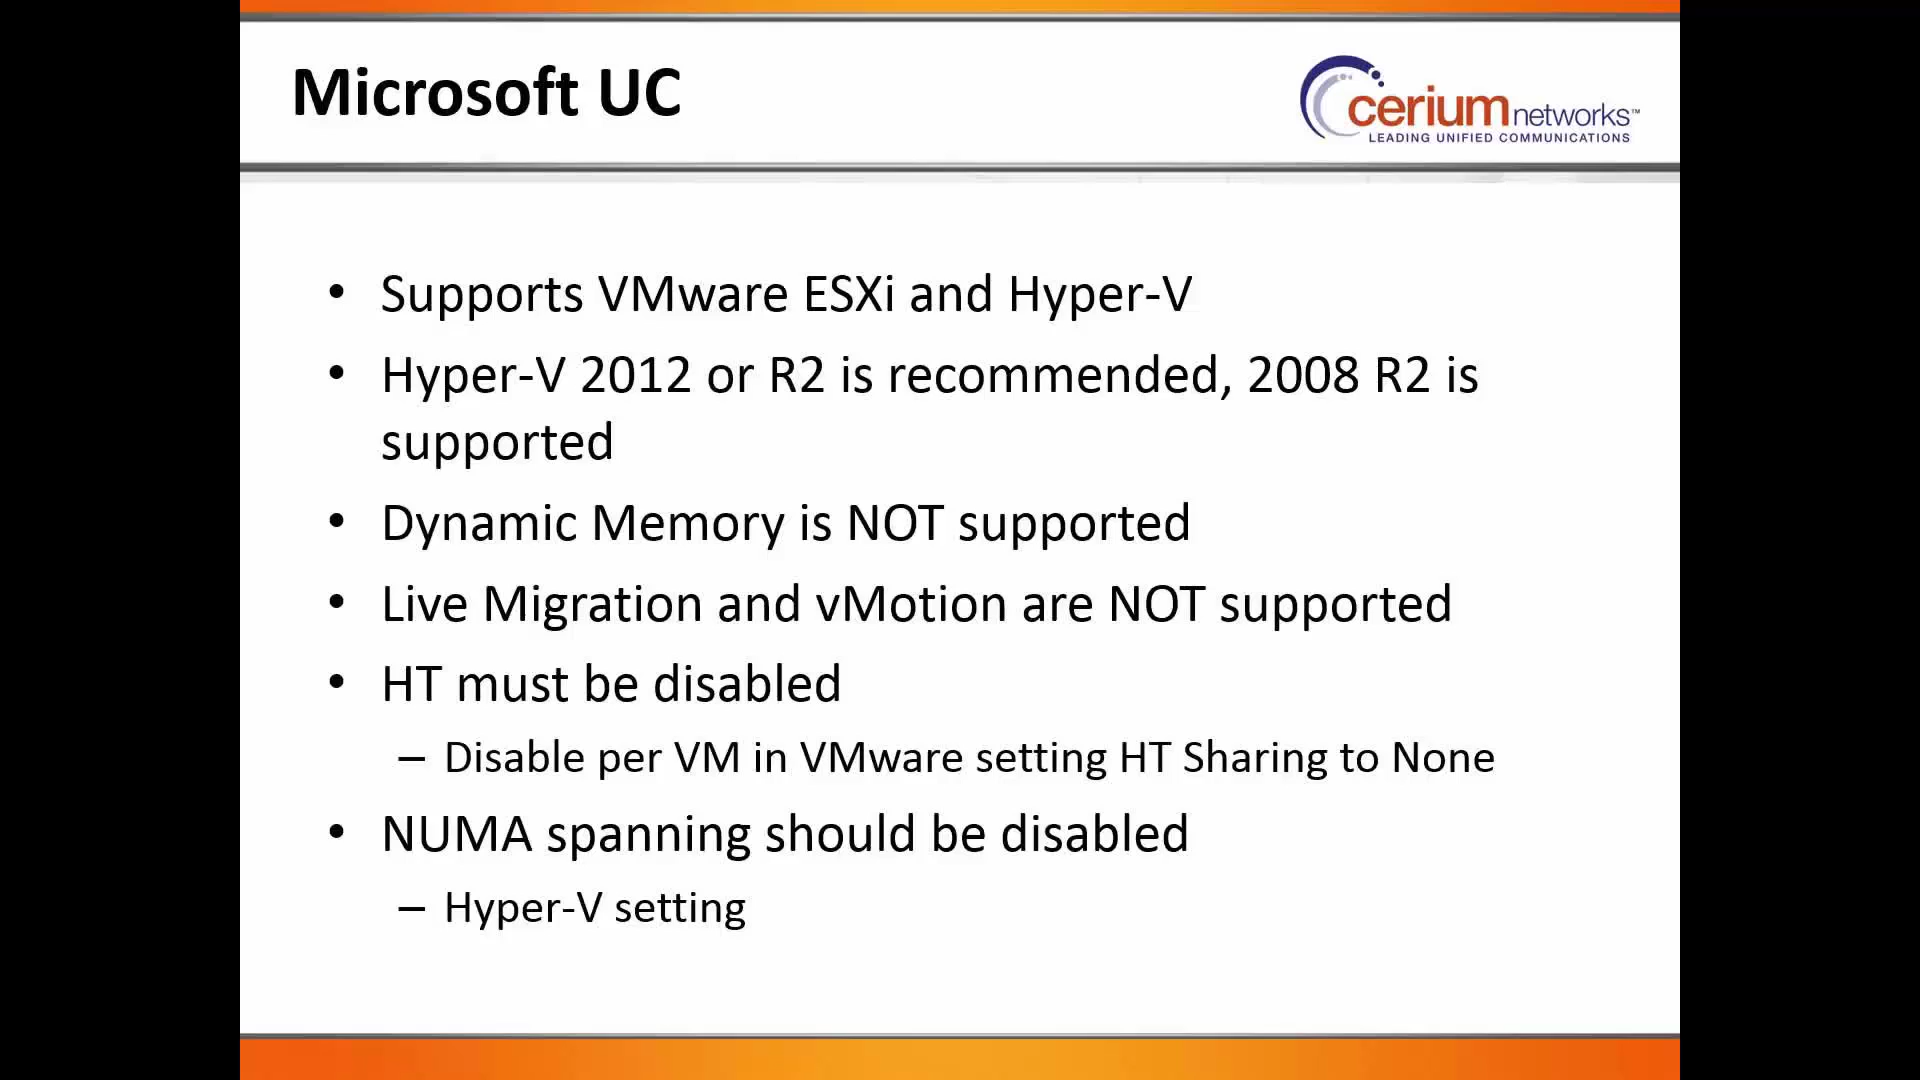 Microsoft UC
cerium networks™
LEADING UNIFIED COMMUNICATIONS
• Supports VMware ESXi and Hyper-V
• Hyper-V 2012 or R2 is recommended, 2008 R2 is
supported
• Dynamic Memory is NOT supported
• Live Migration and vMotion are NOT supported
• HT must be disabled
– Disable per VM in VMware setting HT Sharing to None
• NUMA spanning should be disabled
– Hyper-V setting